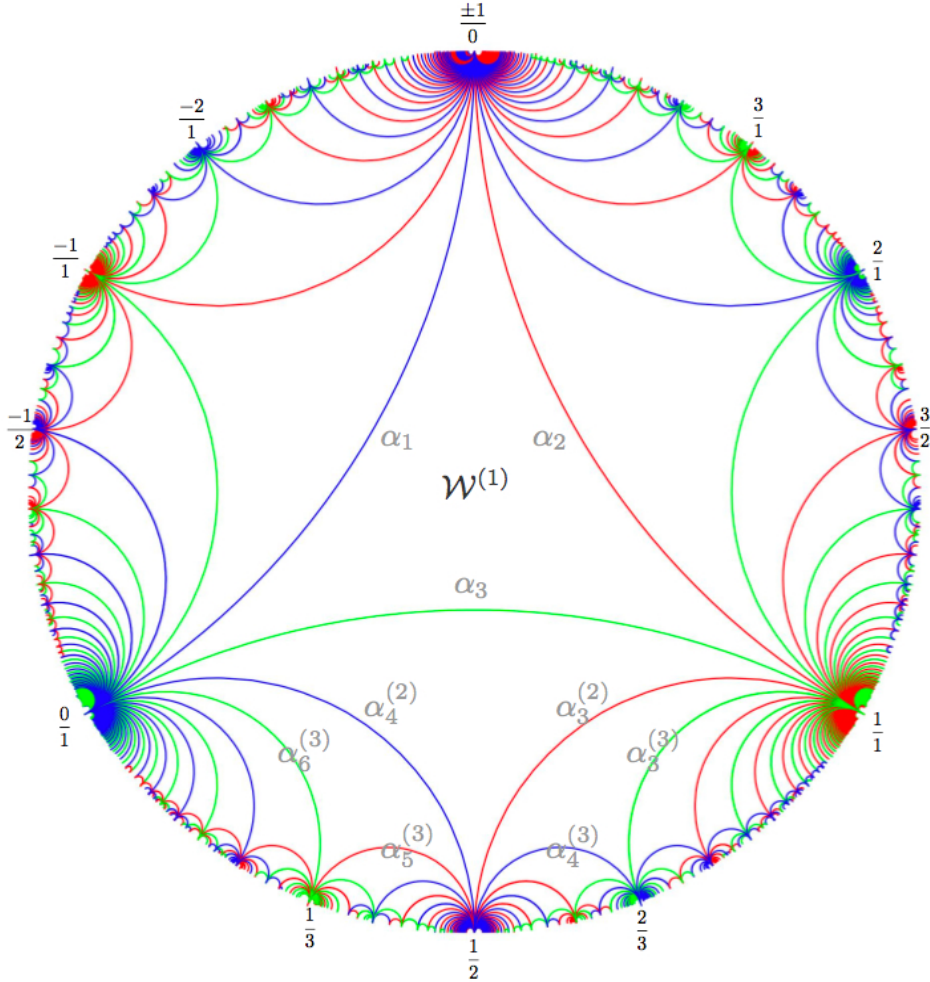 ±1/0
-2/1
3/1
-1/1
2/1
-1/2
3/2
α₁
α₂
𝒲⁽¹⁾
α₃
α₄⁽²⁾
α₃⁽²⁾
0/1
1/1
α₆⁽³⁾
α₃⁽³⁾
α₅⁽³⁾
α₄⁽³⁾
1/3
2/3
1/2